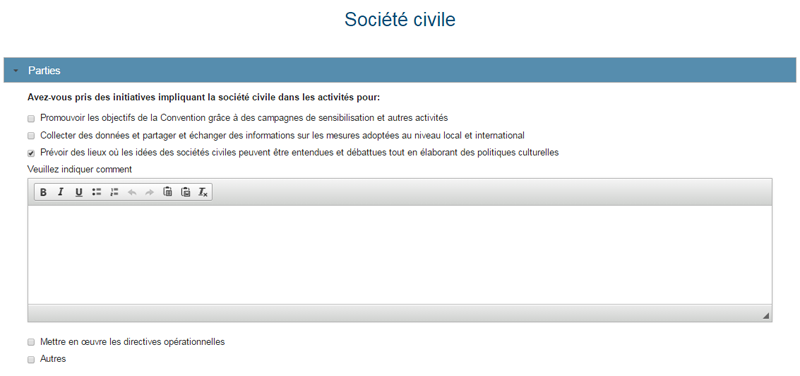 Société civile
Parties
Avez-vous pris des initiatives impliquant la société civile dans les activités pour:
Promouvoir les objectifs de la Convention grâce à des campagnes de sensibilisation et autres activités
Collecter des données et partager et échanger des informations sur les mesures adoptées au niveau local et international
Prévoir des lieux où les idées des sociétés civiles peuvent être entendues et débattues tout en élaborant des politiques culturelles
Veuillez indiquer comment
B I U
Mettre en œuvre les directives opérationnelles
Autres